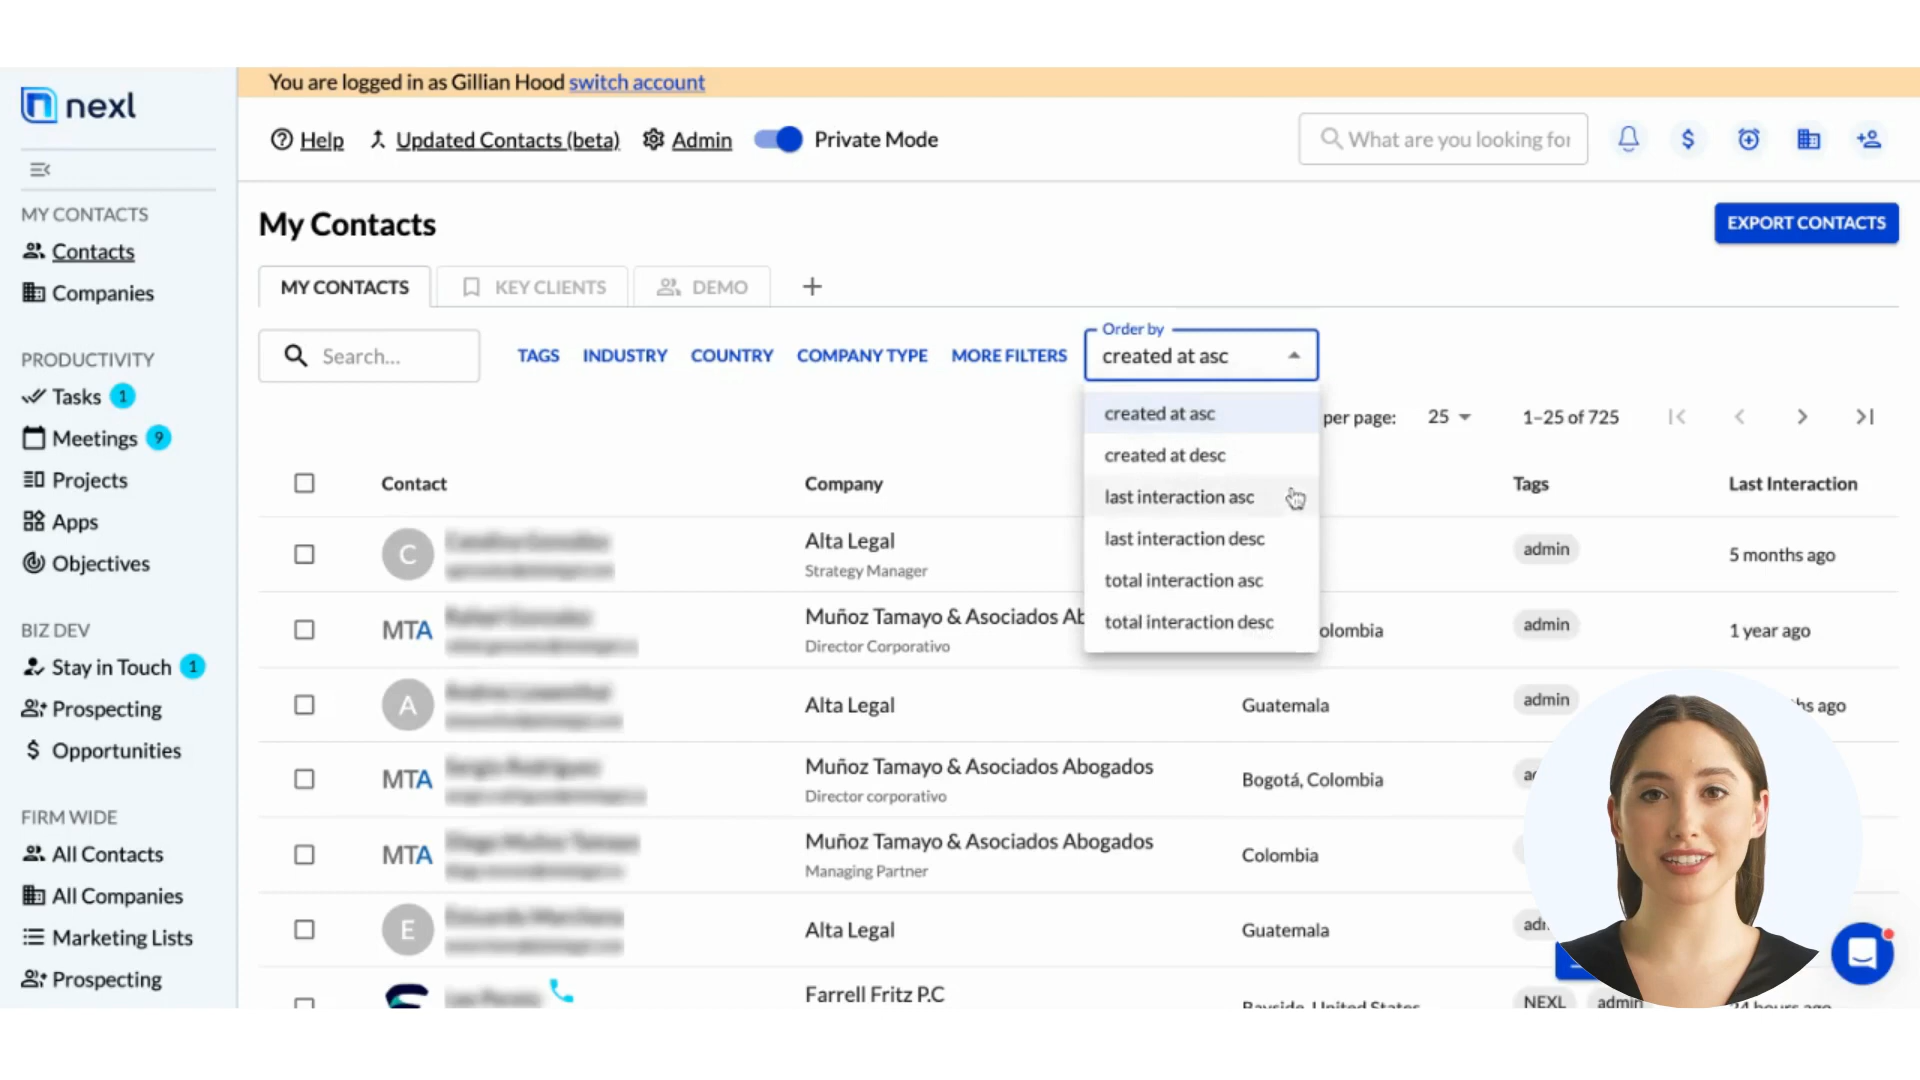 You are logged in as Gillian Hood switch account
nexl
Help Updated Contacts (beta) Admin Private Mode
What are you looking for
MY CONTACTS
Contacts
Companies
PRODUCTIVITY
Tasks 1
Meetings 9
Projects
Apps
Objectives
BIZ DEV
Stay in Touch 1
Prospecting
Opportunities
FIRM WIDE
All Contacts
All Companies
Marketing Lists
Prospecting
My Contacts
EXPORT CONTACTS
MY CONTACTS KEY CLIENTS DEMO +
Search... TAGS INDUSTRY COUNTRY COMPANY TYPE MORE FILTERS
Order by
created at asc
created at asc
created at desc
last interaction asc
last interaction desc
total interaction asc
total interaction desc
per page: 25 1–25 of 725
Contact Company Tags Last Interaction
C Alta Legal admin 5 months ago
Strategy Manager
MTA Muñoz Tamayo & Asociados admin 1 year ago
Director Corporativo
A Alta Legal Guatemala admin ago
MTA Muñoz Tamayo & Asociados Abogados Bogotá, Colombia
Director corporativo
MTA Muñoz Tamayo & Asociados Abogados Colombia
Managing Partner
E Alta Legal Guatemala
Farrell Fritz P.C NEXL admin